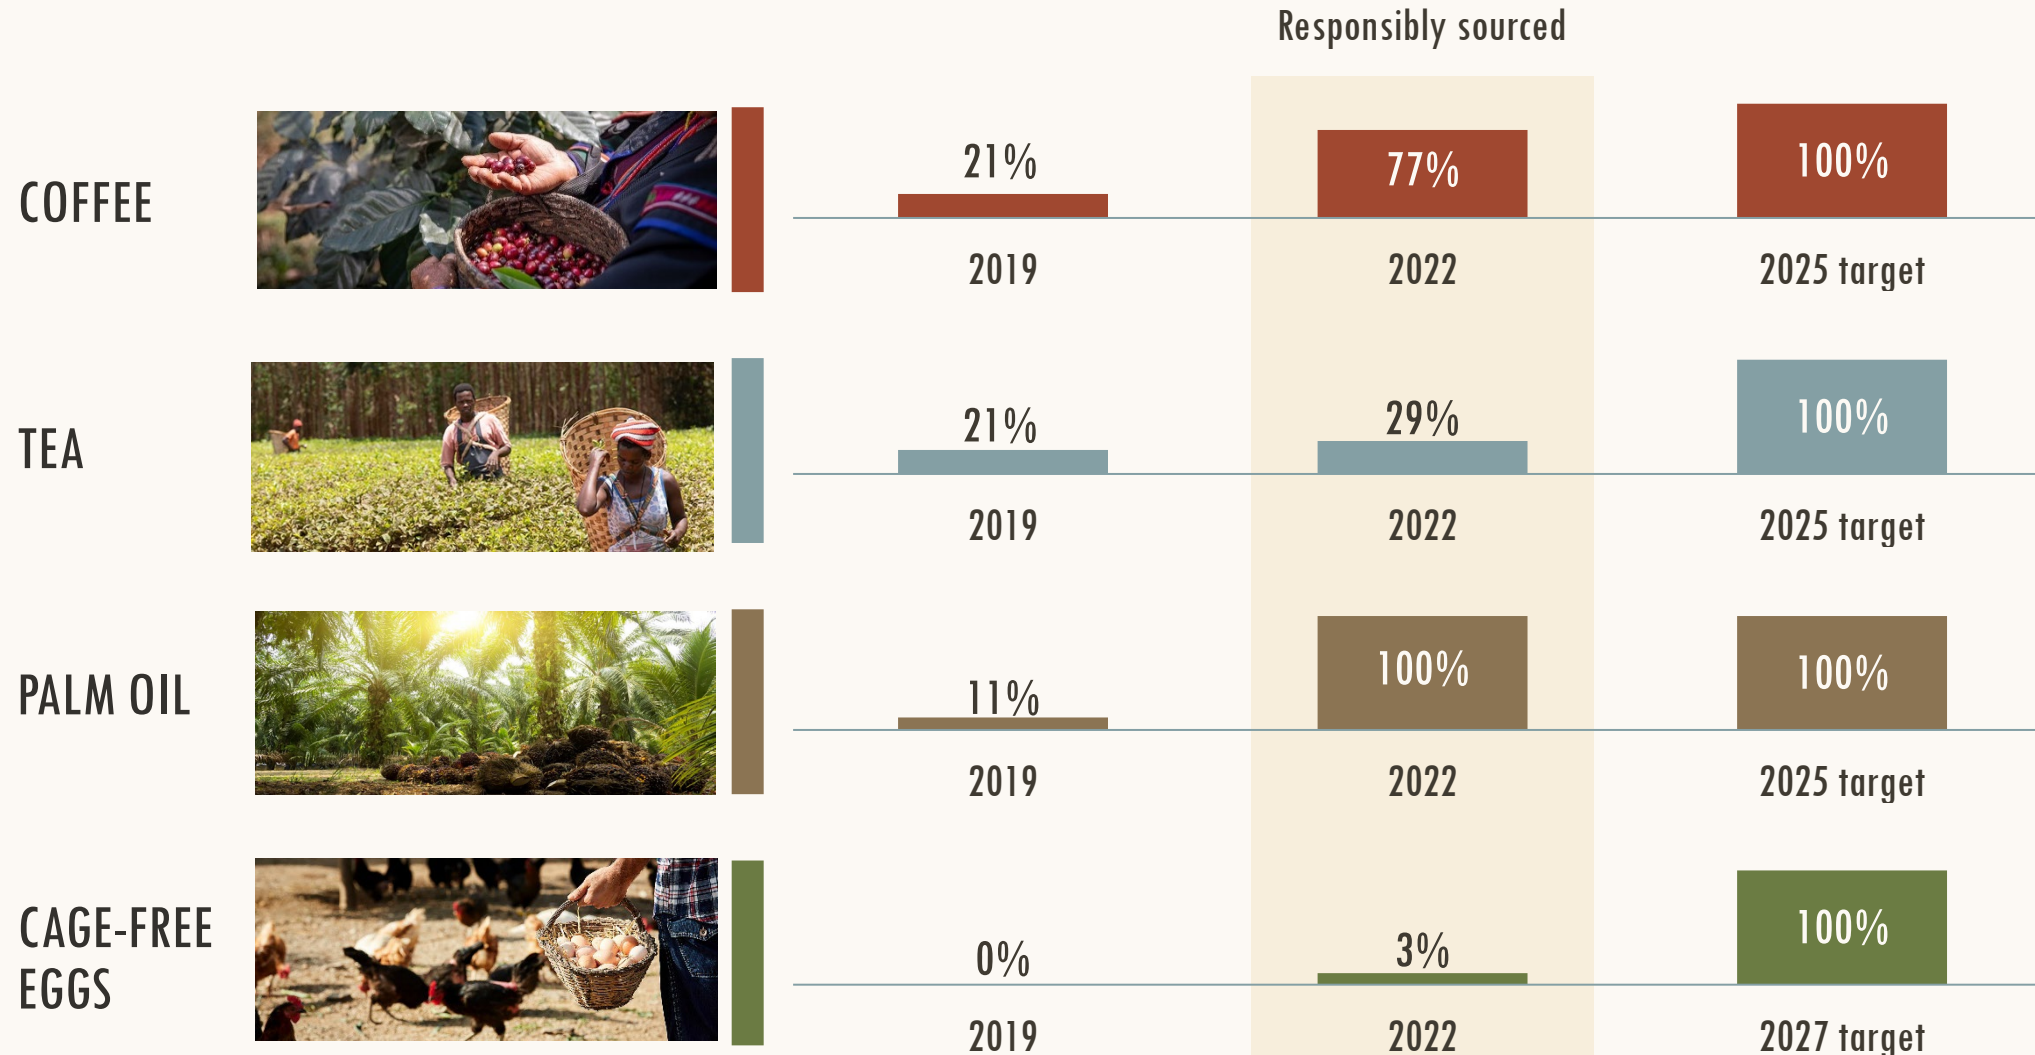 Responsibly sourced
COFFEE
21%
77%
100%
2019
2022
2025 target
TEA
21%
29%
100%
2019
2022
2025 target
PALM OIL
11%
100%
100%
2019
2022
2025 target
CAGE-FREE
EGGS
0%
3%
100%
2019
2022
2027 target